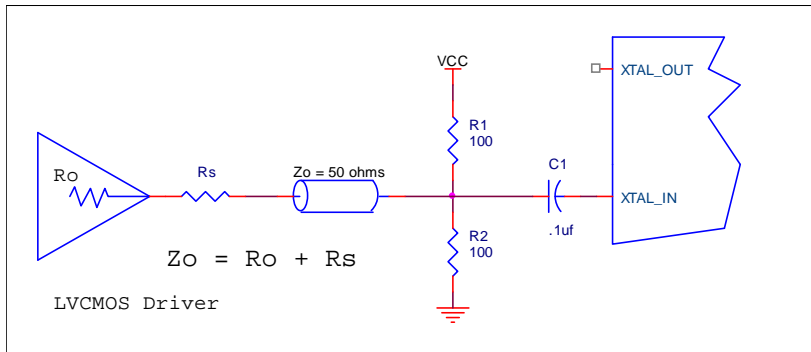 VCC
XTAL_OUT
R1
100
Ro
Rs
Zo = 50 ohms
C1
.1uf
XTAL_IN
R2
100
Zo = Ro + Rs
LVCMOS Driver